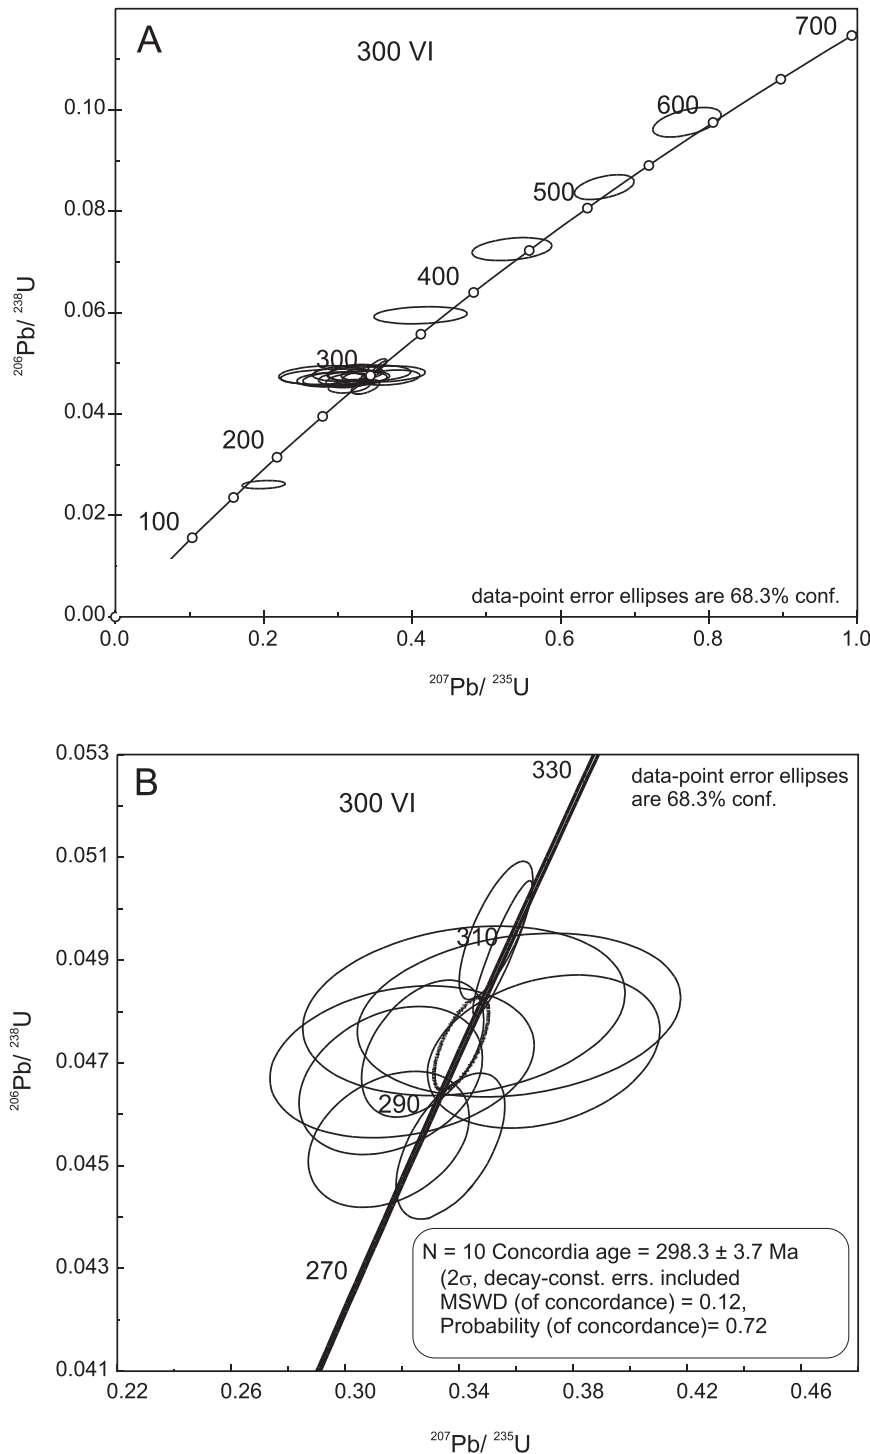 A
300 VI
700
0.10
600
500
0.08
400
0.06
300
0.04
200
100
0.02
data-point error ellipses are 68.3% conf.
0.00
0.0 0.2 0.4 0.6 0.8 1.0
206Pb/ 238U
207Pb/ 235U
0.053
B
330
data-point error ellipses
are 68.3% conf.
300 VI
0.051
310
0.049
0.047
290
0.045
270
0.043
N = 10 Concordia age = 298.3 ± 3.7 Ma
(2σ, decay-const. errs. included
MSWD (of concordance) = 0.12,
Probability (of concordance)= 0.72
0.041
0.22 0.26 0.30 0.34 0.38 0.42 0.46
206Pb/ 238U
207Pb/ 235U